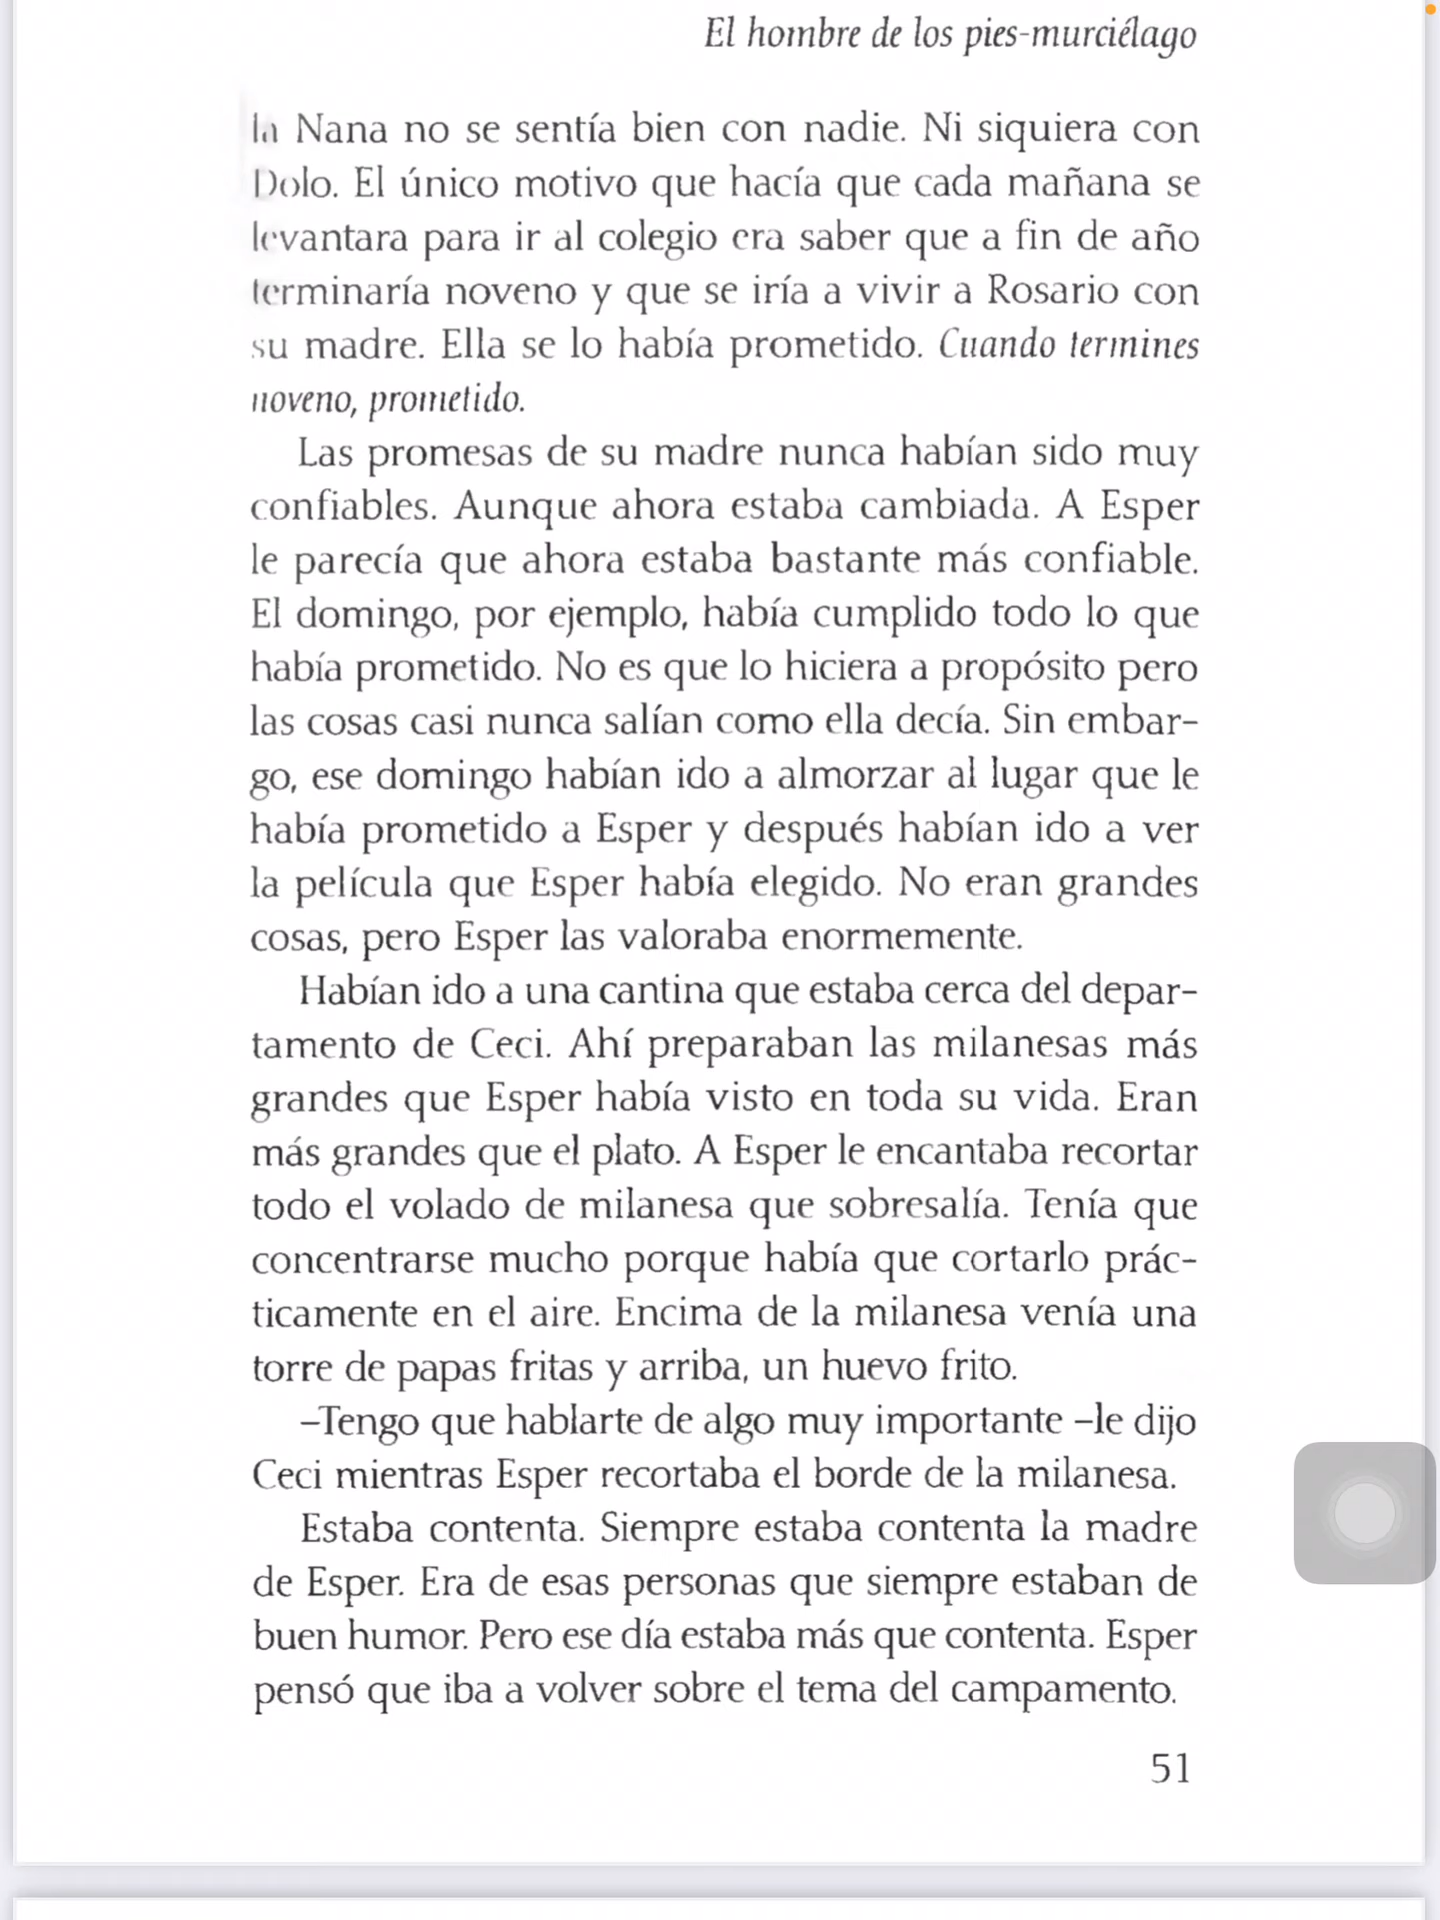 El hombre de los pies-murciélago
la Nana no se sentía bien con nadie. Ni siquiera con
Dolo. El único motivo que hacía que cada mañana se
levantara para ir al colegio era saber que a fin de año
terminaría noveno y que se iría a vivir a Rosario con
su madre. Ella se lo había prometido. Cuando termines
noveno, prometido.
Las promesas de su madre nunca habían sido muy
confiables. Aunque ahora estaba cambiada. A Esper
le parecía que ahora estaba bastante más confiable.
El domingo, por ejemplo, había cumplido todo lo que
había prometido. No es que lo hiciera a propósito pero
las cosas casi nunca salían como ella decía. Sin embar-
go, ese domingo habían ido a almorzar al lugar que le
había prometido a Esper y después habían ido a ver
la película que Esper había elegido. No eran grandes
cosas, pero Esper las valoraba enormemente.
Habían ido a una cantina que estaba cerca del depar-
tamento de Ceci. Ahí preparaban las milanesas más
grandes que Esper había visto en toda su vida. Eran
más grandes que el plato. A Esper le encantaba recortar
todo el volado de milanesa que sobresalía. Tenía que
concentrarse mucho porque había que cortarlo prác-
ticamente en el aire. Encima de la milanesa venía una
torre de papas fritas y arriba, un huevo frito.
–Tengo que hablarte de algo muy importante –le dijo
Ceci mientras Esper recortaba el borde de la milanesa.
Estaba contenta. Siempre estaba contenta la madre
de Esper. Era de esas personas que siempre estaban de
buen humor. Pero ese día estaba más que contenta. Esper
pensó que iba a volver sobre el tema del campamento.
51